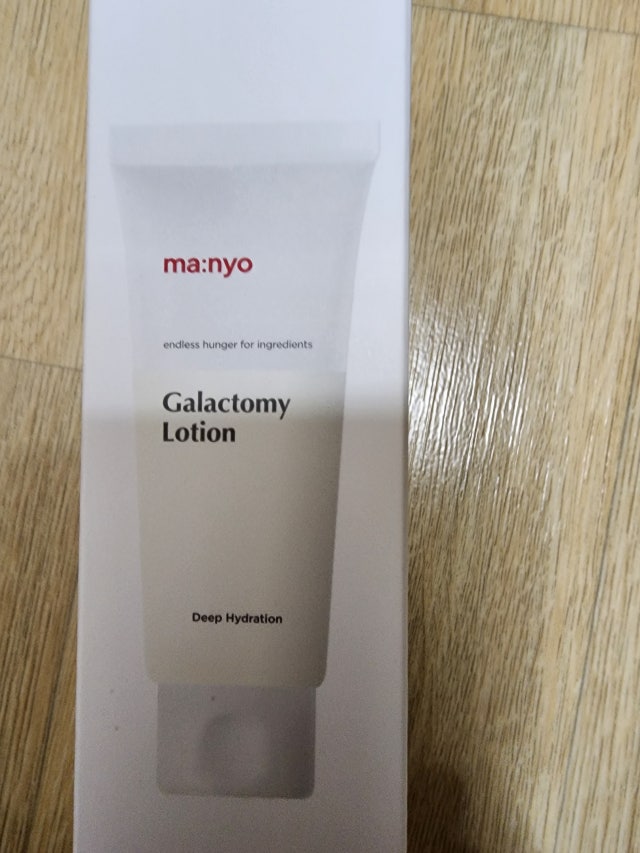 ma:nyo
endless hunger for ingredients
Galactomy
Lotion
Deep Hydration